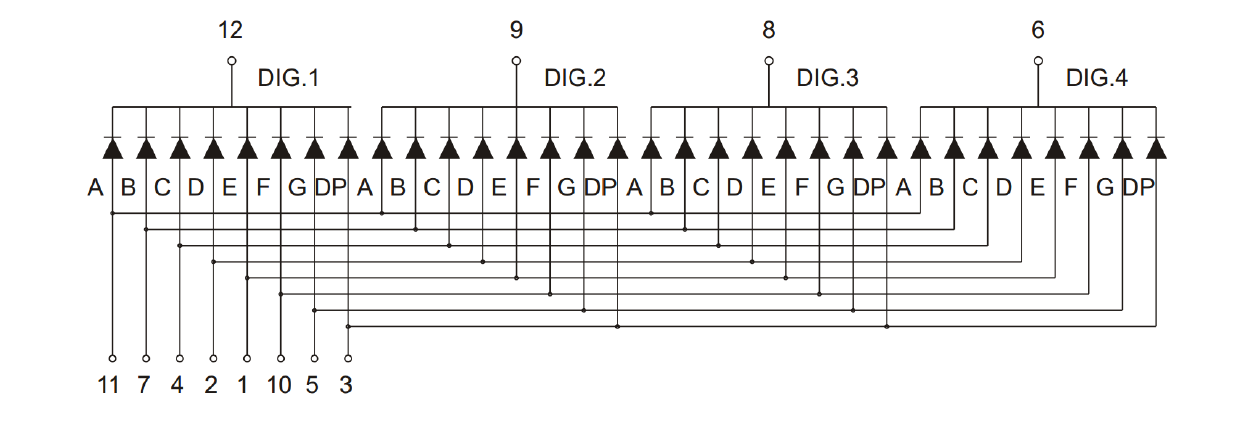 12 9 8 6
DIG.1 DIG.2 DIG.3 DIG.4
A B C D E F G DP A B C D E F G DP A B C D E F G DP A B C D E F G DP
11 7 4 2 1 10 5 3